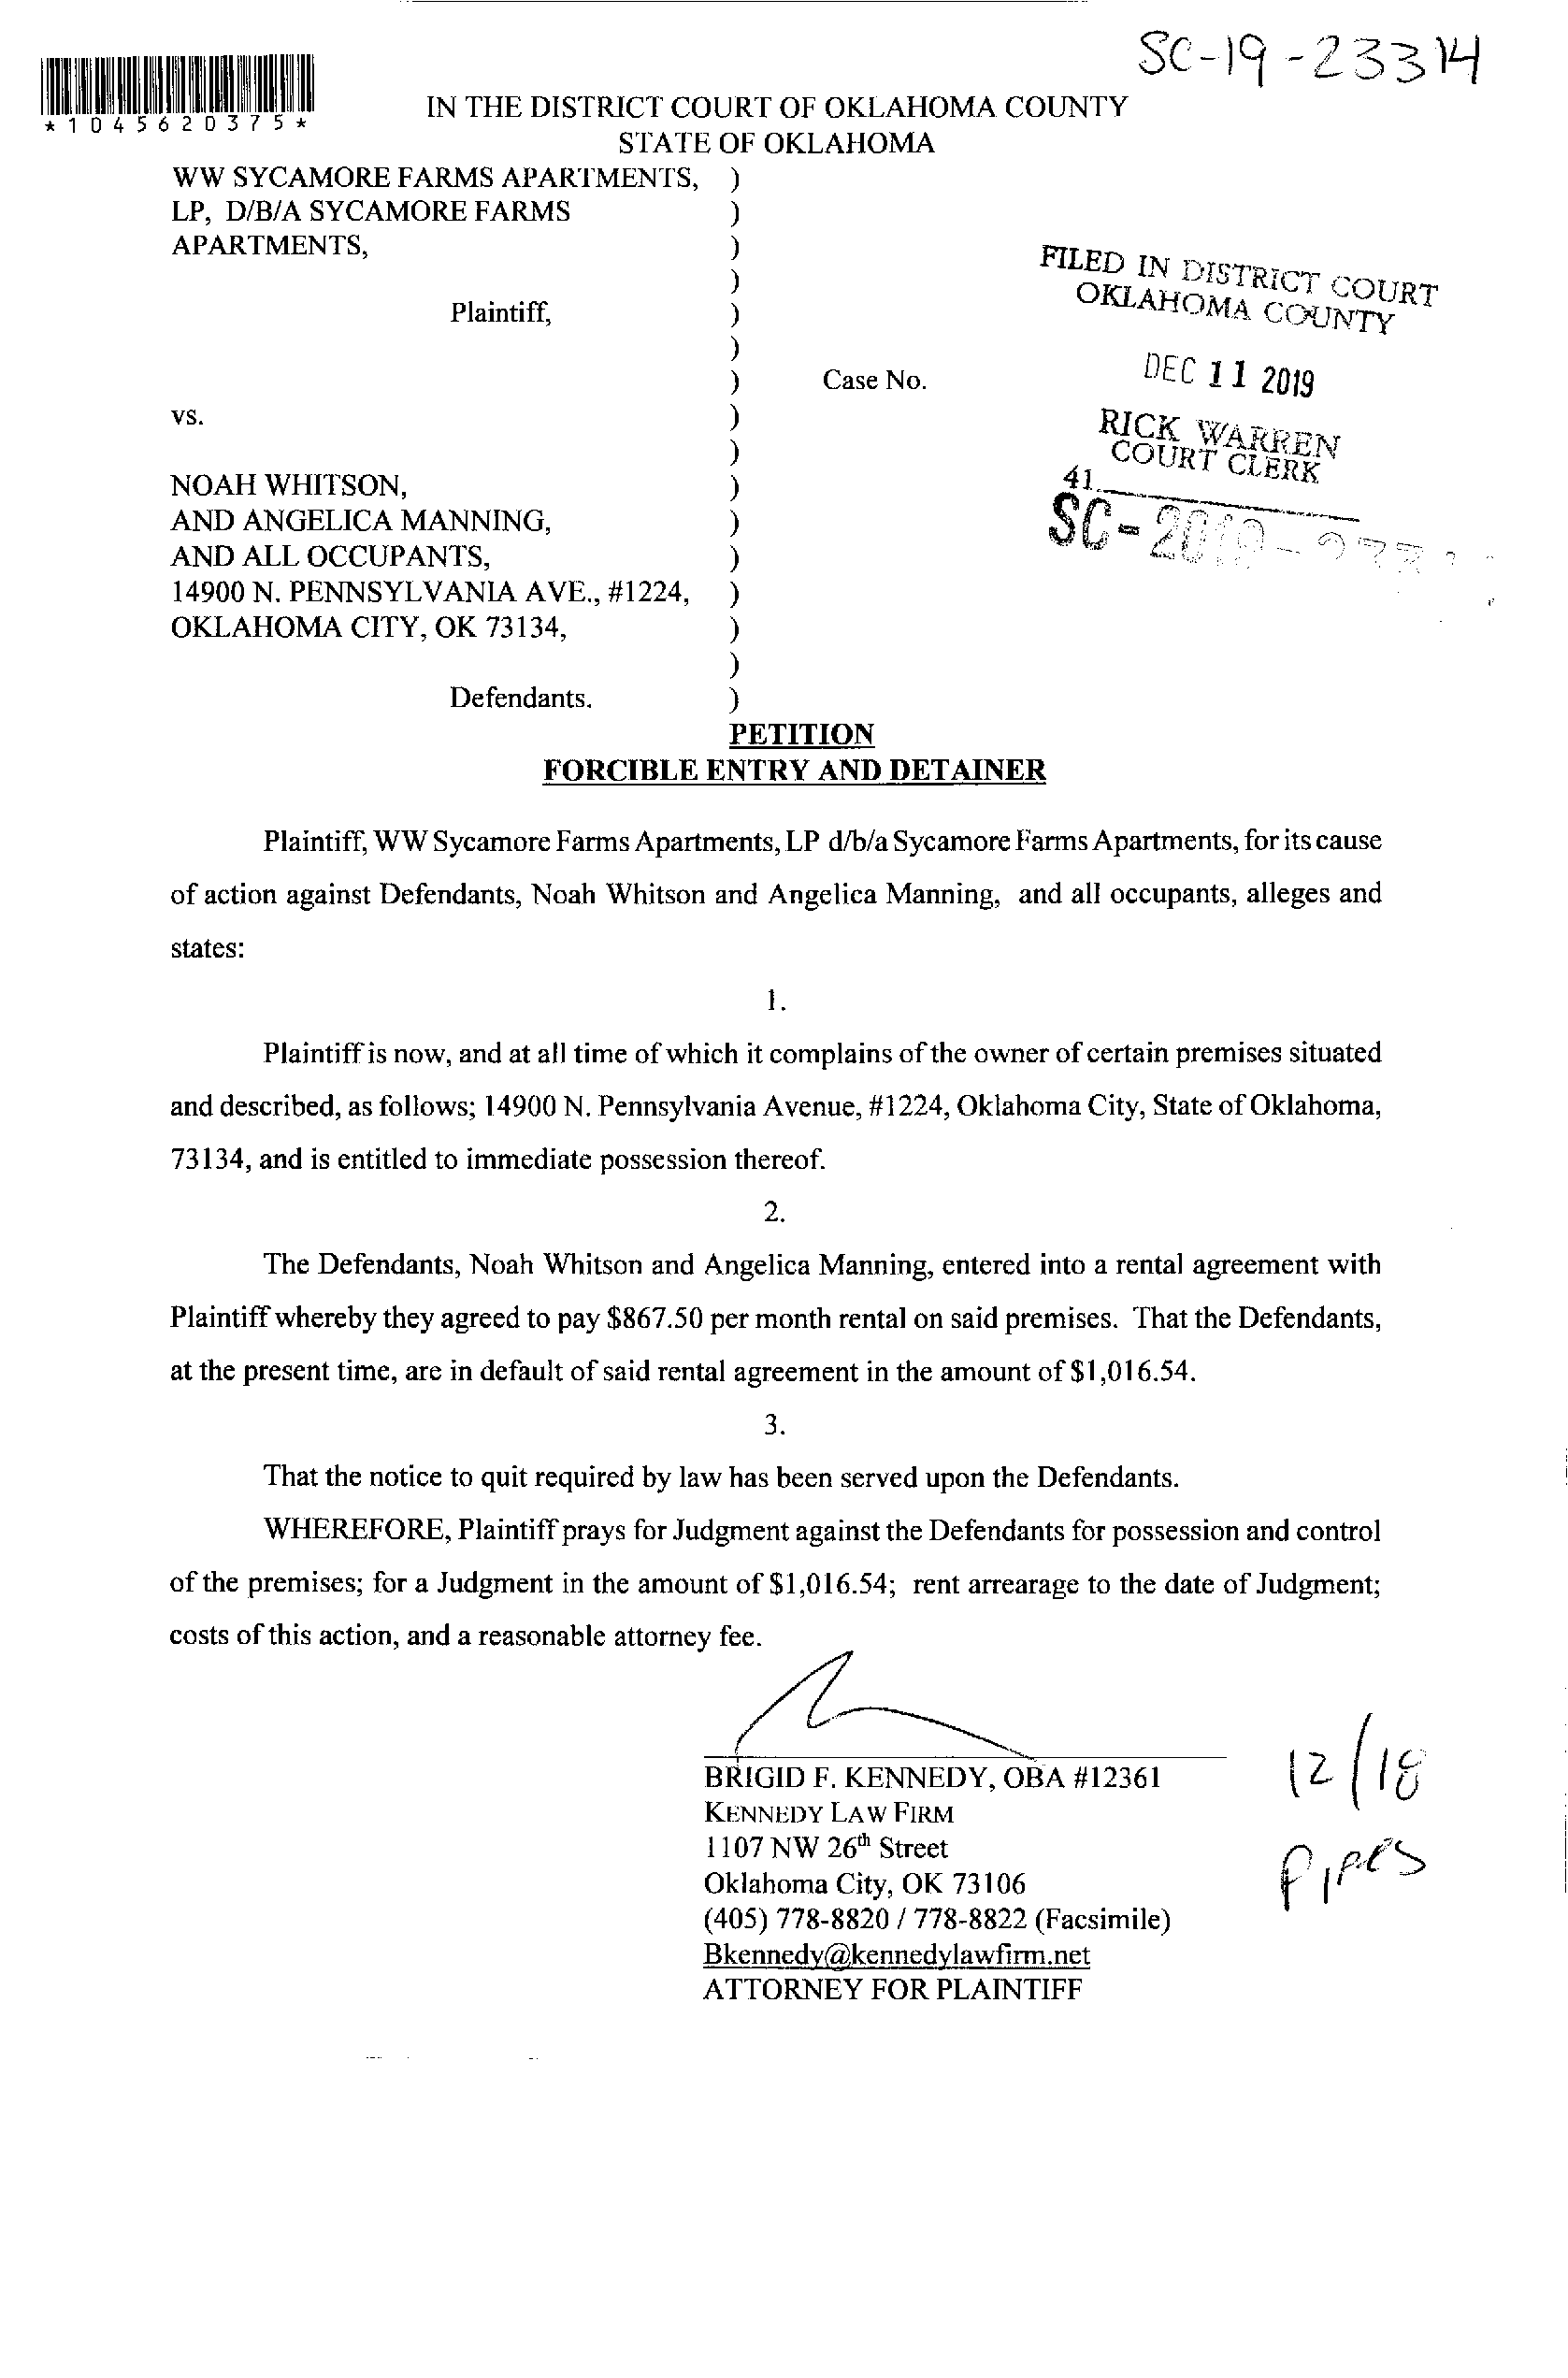 SC-19-23314
*1045620375*
IN THE DISTRICT COURT OF OKLAHOMA COUNTY
STATE OF OKLAHOMA
WW SYCAMORE FARMS APARTMENTS, )
LP, D/B/A SYCAMORE FARMS )
APARTMENTS, )
)
Plaintiff, )
)
) Case No.
vs. )
)
NOAH WHITSON, )
AND ANGELICA MANNING, )
AND ALL OCCUPANTS, )
14900 N. PENNSYLVANIA AVE., #1224, )
OKLAHOMA CITY, OK 73134, )
)
Defendants. )
FILED IN DISTRICT COURT
OKLAHOMA COUNTY
DEC 11 2019
RICK WARREN
COURT CLERK
41
SC-2019-
PETITION
FORCIBLE ENTRY AND DETAINER
Plaintiff, WW Sycamore Farms Apartments, LP d/b/a Sycamore Farms Apartments, for its cause
of action against Defendants, Noah Whitson and Angelica Manning, and all occupants, alleges and
states:
1.
Plaintiff is now, and at all time of which it complains of the owner of certain premises situated
and described, as follows; 14900 N. Pennsylvania Avenue, #1224, Oklahoma City, State of Oklahoma,
73134, and is entitled to immediate possession thereof.
2.
The Defendants, Noah Whitson and Angelica Manning, entered into a rental agreement with
Plaintiff whereby they agreed to pay $867.50 per month rental on said premises. That the Defendants,
at the present time, are in default of said rental agreement in the amount of $1,016.54.
3.
That the notice to quit required by law has been served upon the Defendants.
WHEREFORE, Plaintiff prays for Judgment against the Defendants for possession and control
of the premises; for a Judgment in the amount of $1,016.54; rent arrearage to the date of Judgment;
costs of this action, and a reasonable attorney fee.
BRIGID F. KENNEDY, OBA #12361
KENNEDY LAW FIRM
1107 NW 26th Street
Oklahoma City, OK 73106
(405) 778-8820 / 778-8822 (Facsimile)
Bkennedy@kennedylawfirm.net
ATTORNEY FOR PLAINTIFF
12/18
Pipes